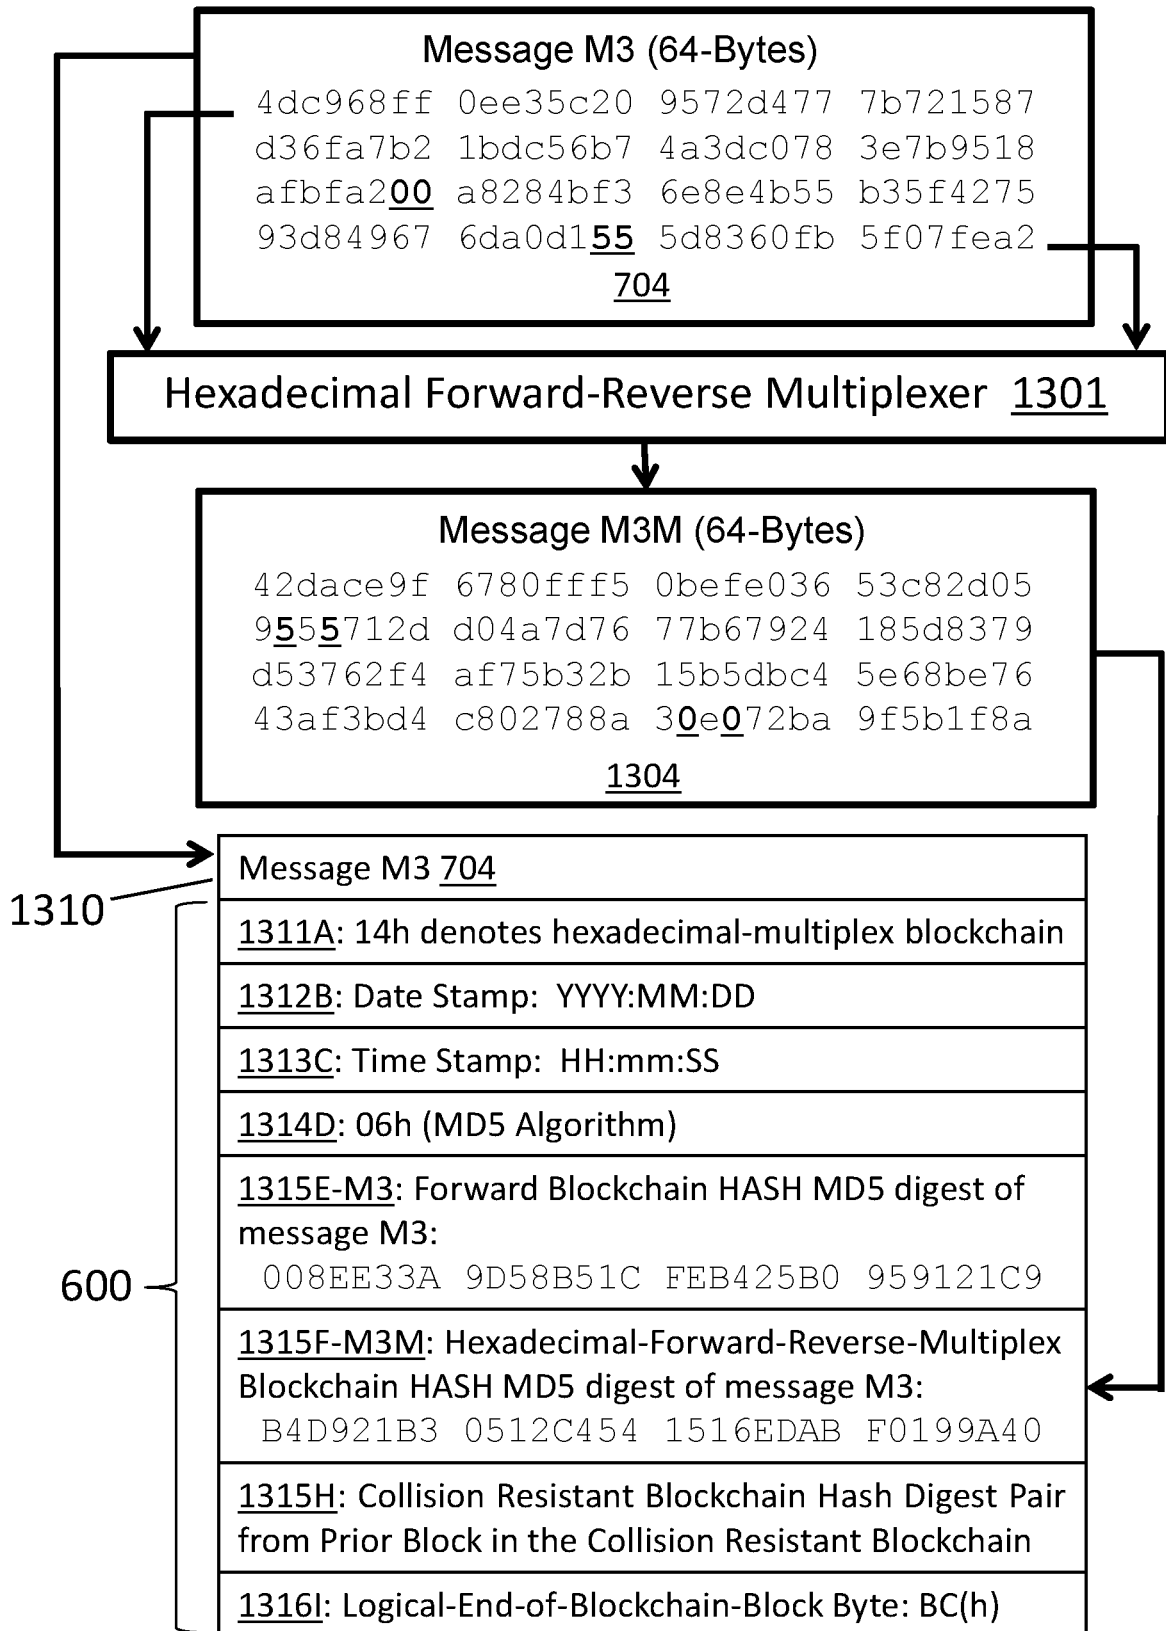 Message M3 (64-Bytes)
4dc968ff 0ee35c20 9572d477 7b721587
d36fa7b2 1bdc56b7 4a3dc078 3e7b9518
afbfa200 a8284bf3 6e8e4b55 b35f4275
93d84967 6da0d155 5d8360fb 5f07fea2
704
Hexadecimal Forward-Reverse Multiplexer 1301
Message M3M (64-Bytes)
42dace9f 6780fff5 0befe036 53c82d05
9555712d d04a7d76 77b67924 185d8379
d53762f4 af75b32b 15b5dbc4 5e68be76
43af3bd4 c802788a 30e072ba 9f5b1f8a
1304
Message M3 704
1310
1311A: 14h denotes hexadecimal-multiplex blockchain
1312B: Date Stamp: YYYY:MM:DD
1313C: Time Stamp: HH:mm:SS
1314D: 06h (MD5 Algorithm)
1315E-M3: Forward Blockchain HASH MD5 digest of
message M3:
008EE33A 9D58B51C FEB425B0 959121C9
600
1315F-M3M: Hexadecimal-Forward-Reverse-Multiplex
Blockchain HASH MD5 digest of message M3:
B4D921B3 0512C454 1516EDAB F0199A40
1315H: Collision Resistant Blockchain Hash Digest Pair
from Prior Block in the Collision Resistant Blockchain
1316I: Logical-End-of-Blockchain-Block Byte: BC(h)